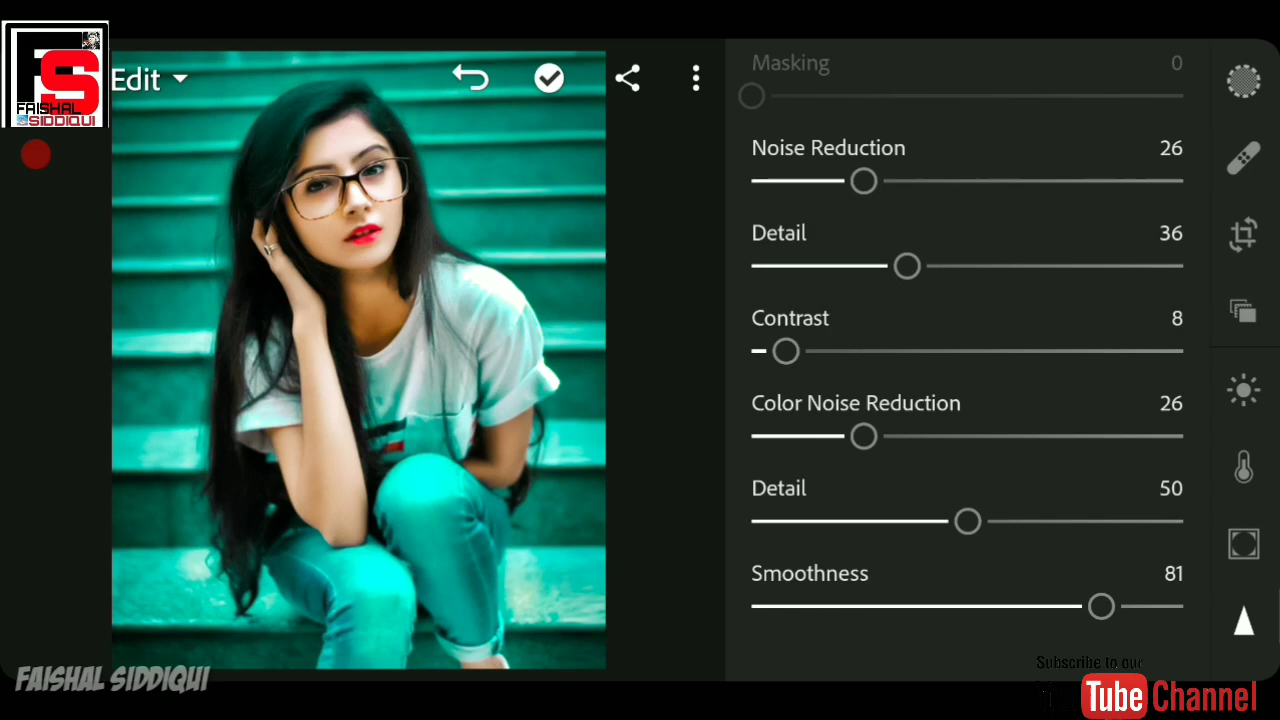 FS
FAISHAL
SIDDIQUI
Edit
Masking 0
Noise Reduction 26
Detail 36
Contrast 8
Color Noise Reduction 26
Detail 50
Smoothness 81
FAISHAL SIDDIQUI
Subscribe to our
Tube Channel